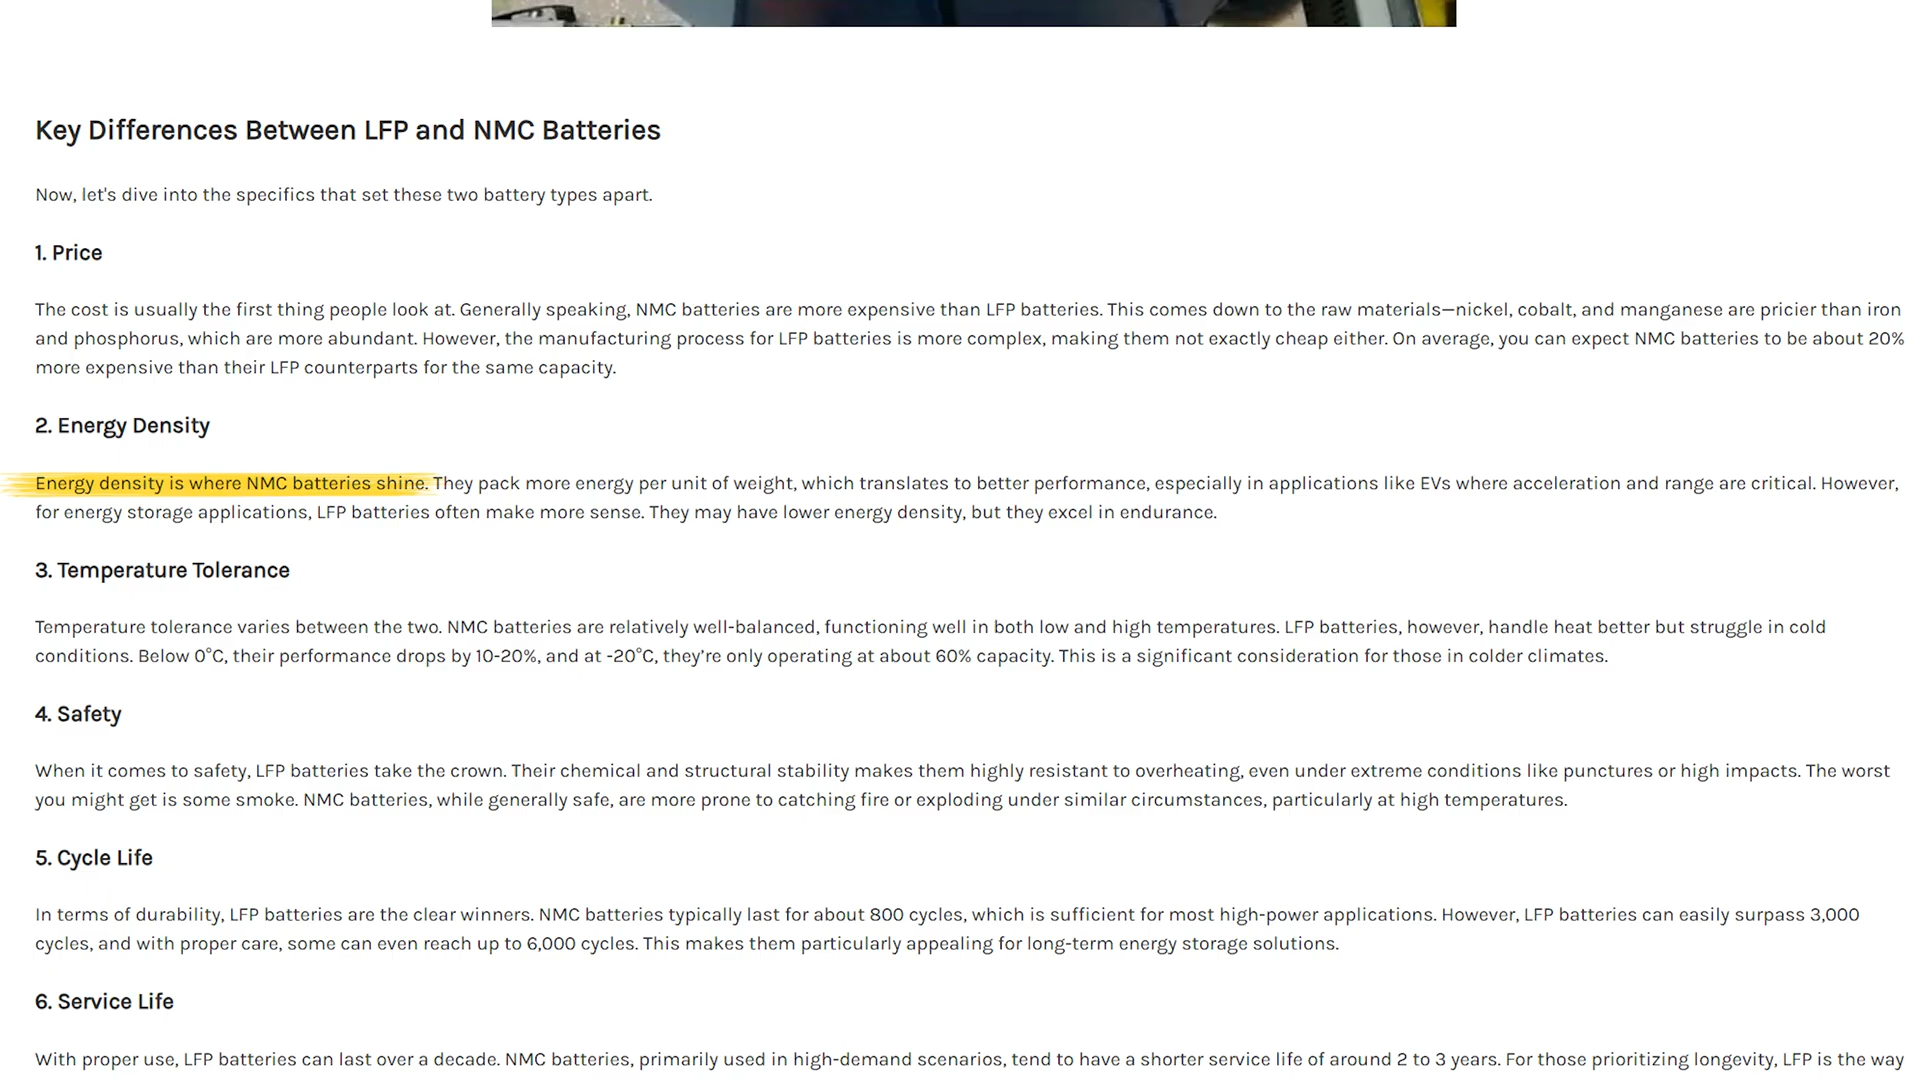 Key Differences Between LFP and NMC Batteries
Now, let's dive into the specifics that set these two battery types apart.
1. Price
The cost is usually the first thing people look at. Generally speaking, NMC batteries are more expensive than LFP batteries. This comes down to the raw materials—nickel, cobalt, and manganese are pricier than iron
and phosphorus, which are more abundant. However, the manufacturing process for LFP batteries is more complex, making them not exactly cheap either. On average, you can expect NMC batteries to be about 20%
more expensive than their LFP counterparts for the same capacity.
2. Energy Density
Energy density is where NMC batteries shine. They pack more energy per unit of weight, which translates to better performance, especially in applications like EVs where acceleration and range are critical. However,
for energy storage applications, LFP batteries often make more sense. They may have lower energy density, but they excel in endurance.
3. Temperature Tolerance
Temperature tolerance varies between the two. NMC batteries are relatively well-balanced, functioning well in both low and high temperatures. LFP batteries, however, handle heat better but struggle in cold
conditions. Below 0°C, their performance drops by 10-20%, and at -20°C, they're only operating at about 60% capacity. This is a significant consideration for those in colder climates.
4. Safety
When it comes to safety, LFP batteries take the crown. Their chemical and structural stability makes them highly resistant to overheating, even under extreme conditions like punctures or high impacts. The worst
you might get is some smoke. NMC batteries, while generally safe, are more prone to catching fire or exploding under similar circumstances, particularly at high temperatures.
5. Cycle Life
In terms of durability, LFP batteries are the clear winners. NMC batteries typically last for about 800 cycles, which is sufficient for most high-power applications. However, LFP batteries can easily surpass 3,000
cycles, and with proper care, some can even reach up to 6,000 cycles. This makes them particularly appealing for long-term energy storage solutions.
6. Service Life
With proper use, LFP batteries can last over a decade. NMC batteries, primarily used in high-demand scenarios, tend to have a shorter service life of around 2 to 3 years. For those prioritizing longevity, LFP is the way